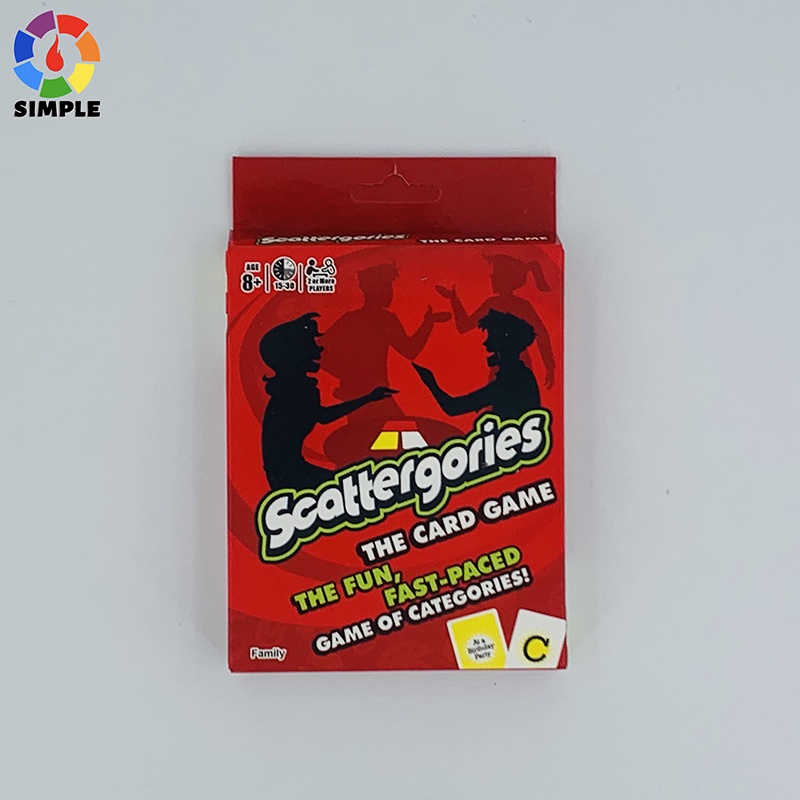 SIMPLE
Scattergories THE CARD GAME
AGE
8+
15-30
2 or More
PLAYERS
Scattergories
THE CARD GAME
THE FUN,
FAST-PACED
GAME OF CATEGORIES!
At a
Birthday
Party
C
Family